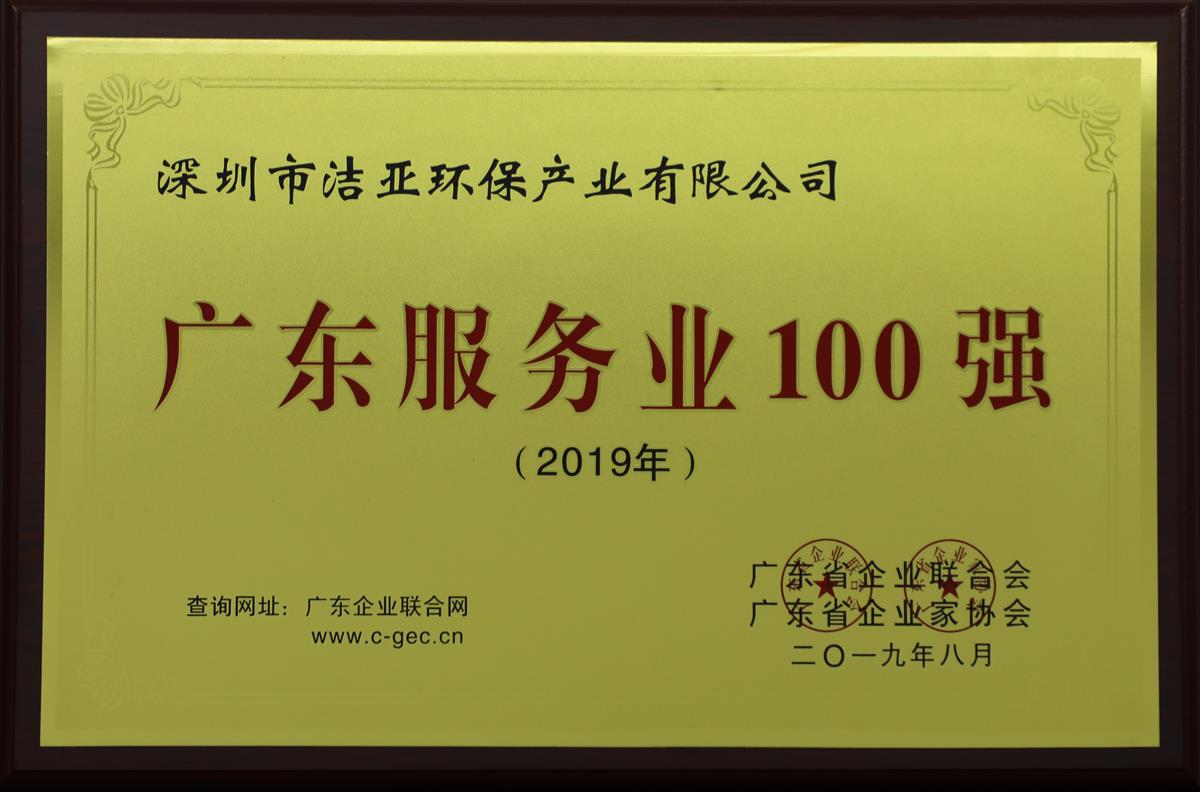 深圳市洁亚环保产业有限公司
广东服务业100强
（2019年）
查询网址：广东企业联合网
www.c-gec.cn
广东省企业联合会
广东省企业家协会
二〇一九年八月